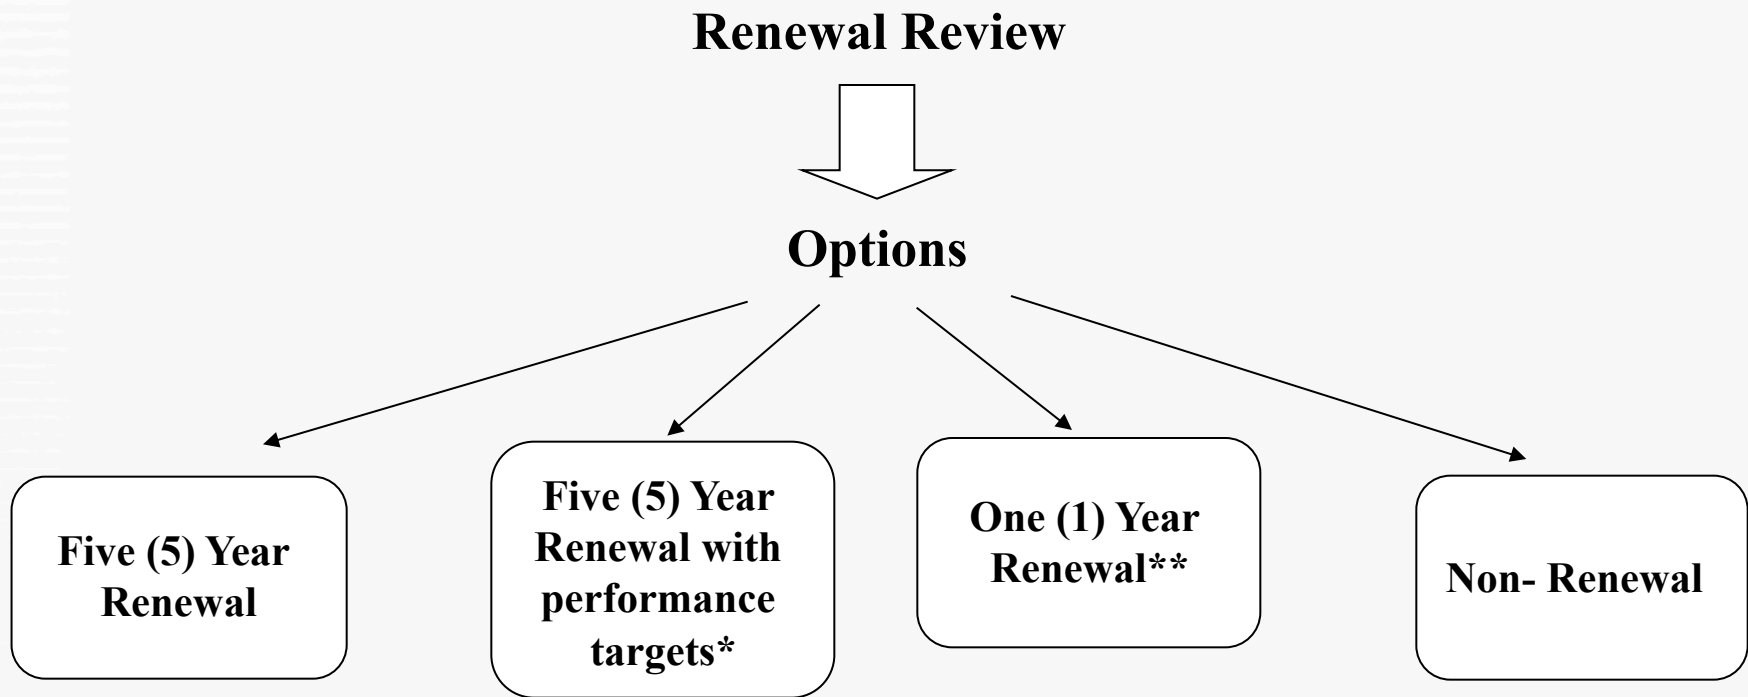 Renewal Review
Options
Five (5) Year
Renewal
Five (5) Year
Renewal with
performance
targets*
One (1) Year
Renewal**
Non- Renewal